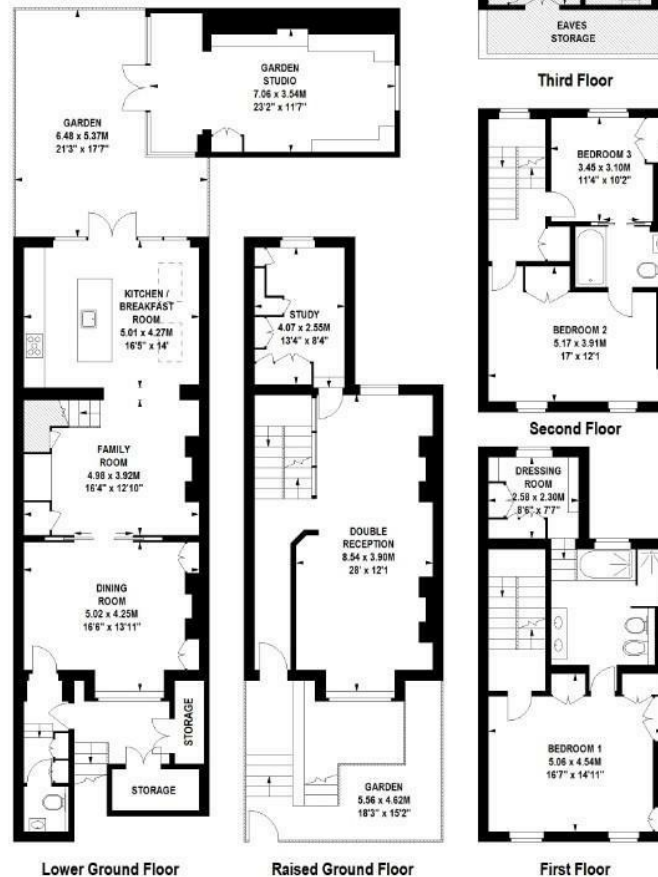 GARDEN
STUDIO
7.06 x 3.54M
23'2" x 11'7"
GARDEN
6.48 x 5.37M
21'3" x 17'7"
KITCHEN /
BREAKFAST
ROOM
5.01 x 4.27M
16'5" x 14'
FAMILY
ROOM
4.98 x 3.92M
16'4" x 12'10"
DINING
ROOM
5.02 x 4.25M
16'6" x 13'11"
STORAGE
STORAGE
Lower Ground Floor
STUDY
4.07 x 2.55M
13'4" x 8'4"
DOUBLE
RECEPTION
8.54 x 3.90M
28' x 12'1
GARDEN
5.56 x 4.62M
18'3" x 15'2"
Raised Ground Floor
EAVES
STORAGE
Third Floor
BEDROOM 3
3.45 x 3.10M
11'4" x 10'2"
BEDROOM 2
5.17 x 3.91M
17' x 12'1
Second Floor
DRESSING
ROOM
2.58 x 2.30M
8'6" x 7'7"
BEDROOM 1
5.06 x 4.54M
16'7" x 14'11"
First Floor